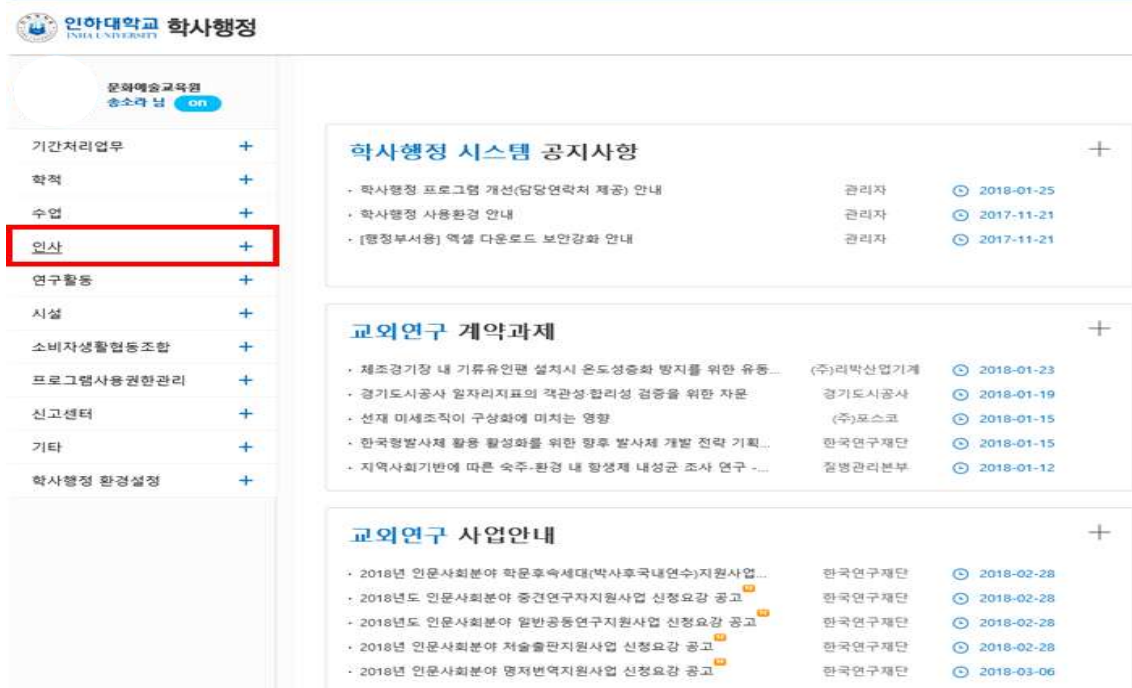 인하대학교 학사행정
INHA UNIVERSITY
문화예술교육원
송소라 님 on
기간처리업무 +
학적 +
수업 +
인사 +
연구활동 +
시설 +
소비자생활협동조합 +
프로그램사용권한관리 +
신고센터 +
기타 +
학사행정 환경설정 +
학사행정 시스템 공지사항 +
· 학사행정 프로그램 개선(담당연락처 제공) 안내 관리자 2018-01-25
· 학사행정 사용환경 안내 관리자 2017-11-21
· [행정부서용] 엑셀 다운로드 보안강화 안내 관리자 2017-11-21
교외연구 계약과제 +
· 체조경기장 내 기류유인팬 설치시 온도성층화 방지를 위한 유동... (주)리박산업기계 2018-01-23
· 경기도시공사 일자리지표의 객관성·합리성 검증을 위한 자문 경기도시공사 2018-01-19
· 선재 미세조직이 구상화에 미치는 영향 (주)포스코 2018-01-15
· 한국형발사체 활용 활성화를 위한 향후 발사체 개발 전략 기획... 한국연구재단 2018-01-15
· 지역사회기반에 따른 숙주-환경 내 항생제 내성균 조사 연구 -... 질병관리본부 2018-01-12
교외연구 사업안내 +
· 2018년 인문사회분야 학문후속세대(박사후국내연수)지원사업... 한국연구재단 2018-02-28
· 2018년도 인문사회분야 중견연구자지원사업 신청요강 공고 N 한국연구재단 2018-02-28
· 2018년도 인문사회분야 일반공동연구지원사업 신청요강 공고 N 한국연구재단 2018-02-28
· 2018년 인문사회분야 저술출판지원사업 신청요강 공고 N 한국연구재단 2018-02-28
· 2018년 인문사회분야 명저번역지원사업 신청요강 공고 N 한국연구재단 2018-03-06